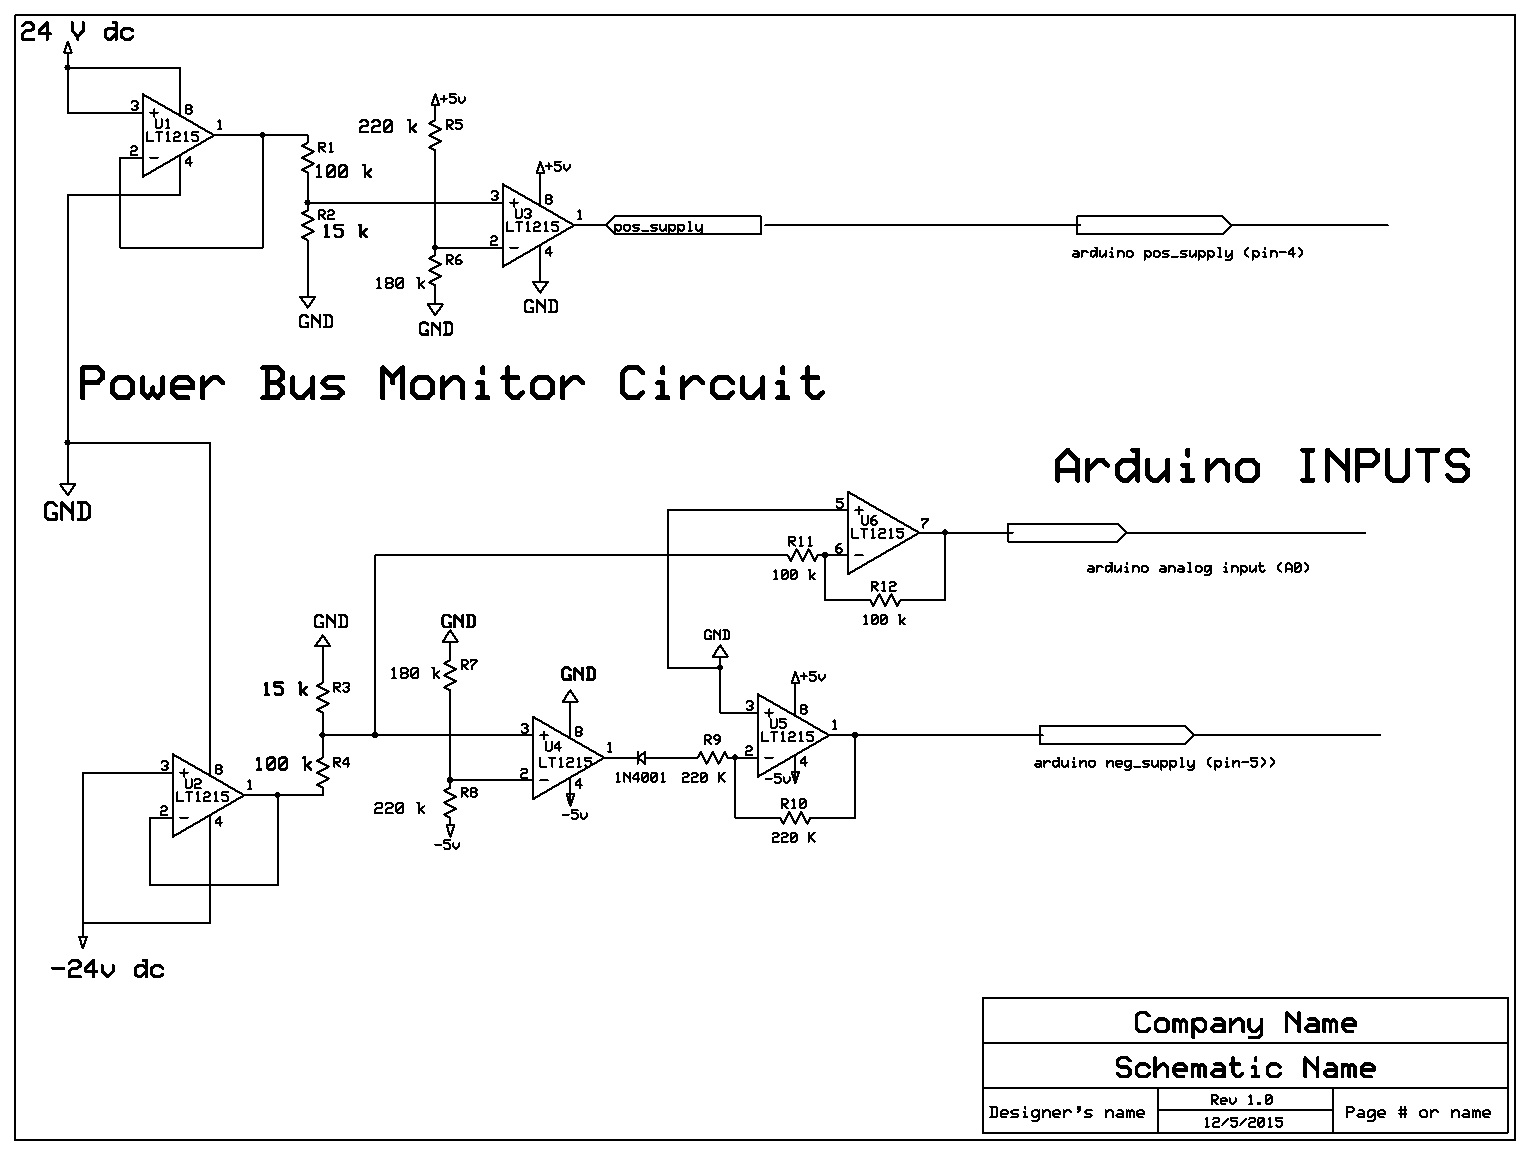 24 V dc
3
+
8
U1
LT1215
1
2
-
4
R1
100 k
R2
15 k
GND
+5v
220 k
R5
R6
180 k
GND
+5v
3
+
8
U3
LT1215
1
2
-
4
GND
pos_supply
arduino pos_supply (pin-4)
Power Bus Monitor Circuit
Arduino INPUTS
GND
5
+
U6
LT1215
7
6
-
R11
100 k
R12
100 k
arduino analog input (A0)
GND
15 k
R3
100 k
R4
GND
180 k
R7
220 k
R8
-5v
GND
3
+
8
U4
LT1215
1
2
-
4
-5v
1N4001
R9
220 K
GND
+5v
3
+
8
U5
LT1215
1
2
-
4
-5v
R10
220 K
arduino neg_supply (pin-5))
3
+
8
U2
LT1215
1
2
-
4
-24v dc
Company Name
Schematic Name
Designer's name
Rev 1.0
12/5/2015
Page # or name